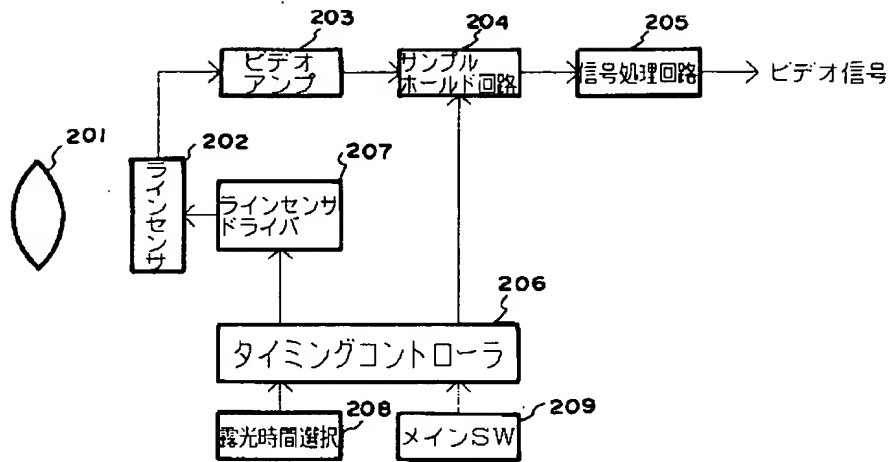 203
204
205
ビデオ
アンプ
サンプル
ホールド回路
信号処理回路
ビデオ信号
201
202
207
ラインセンサ
ラインセンサ
ドライバ
206
タイミングコントローラ
208
209
露光時間選択
メインSW